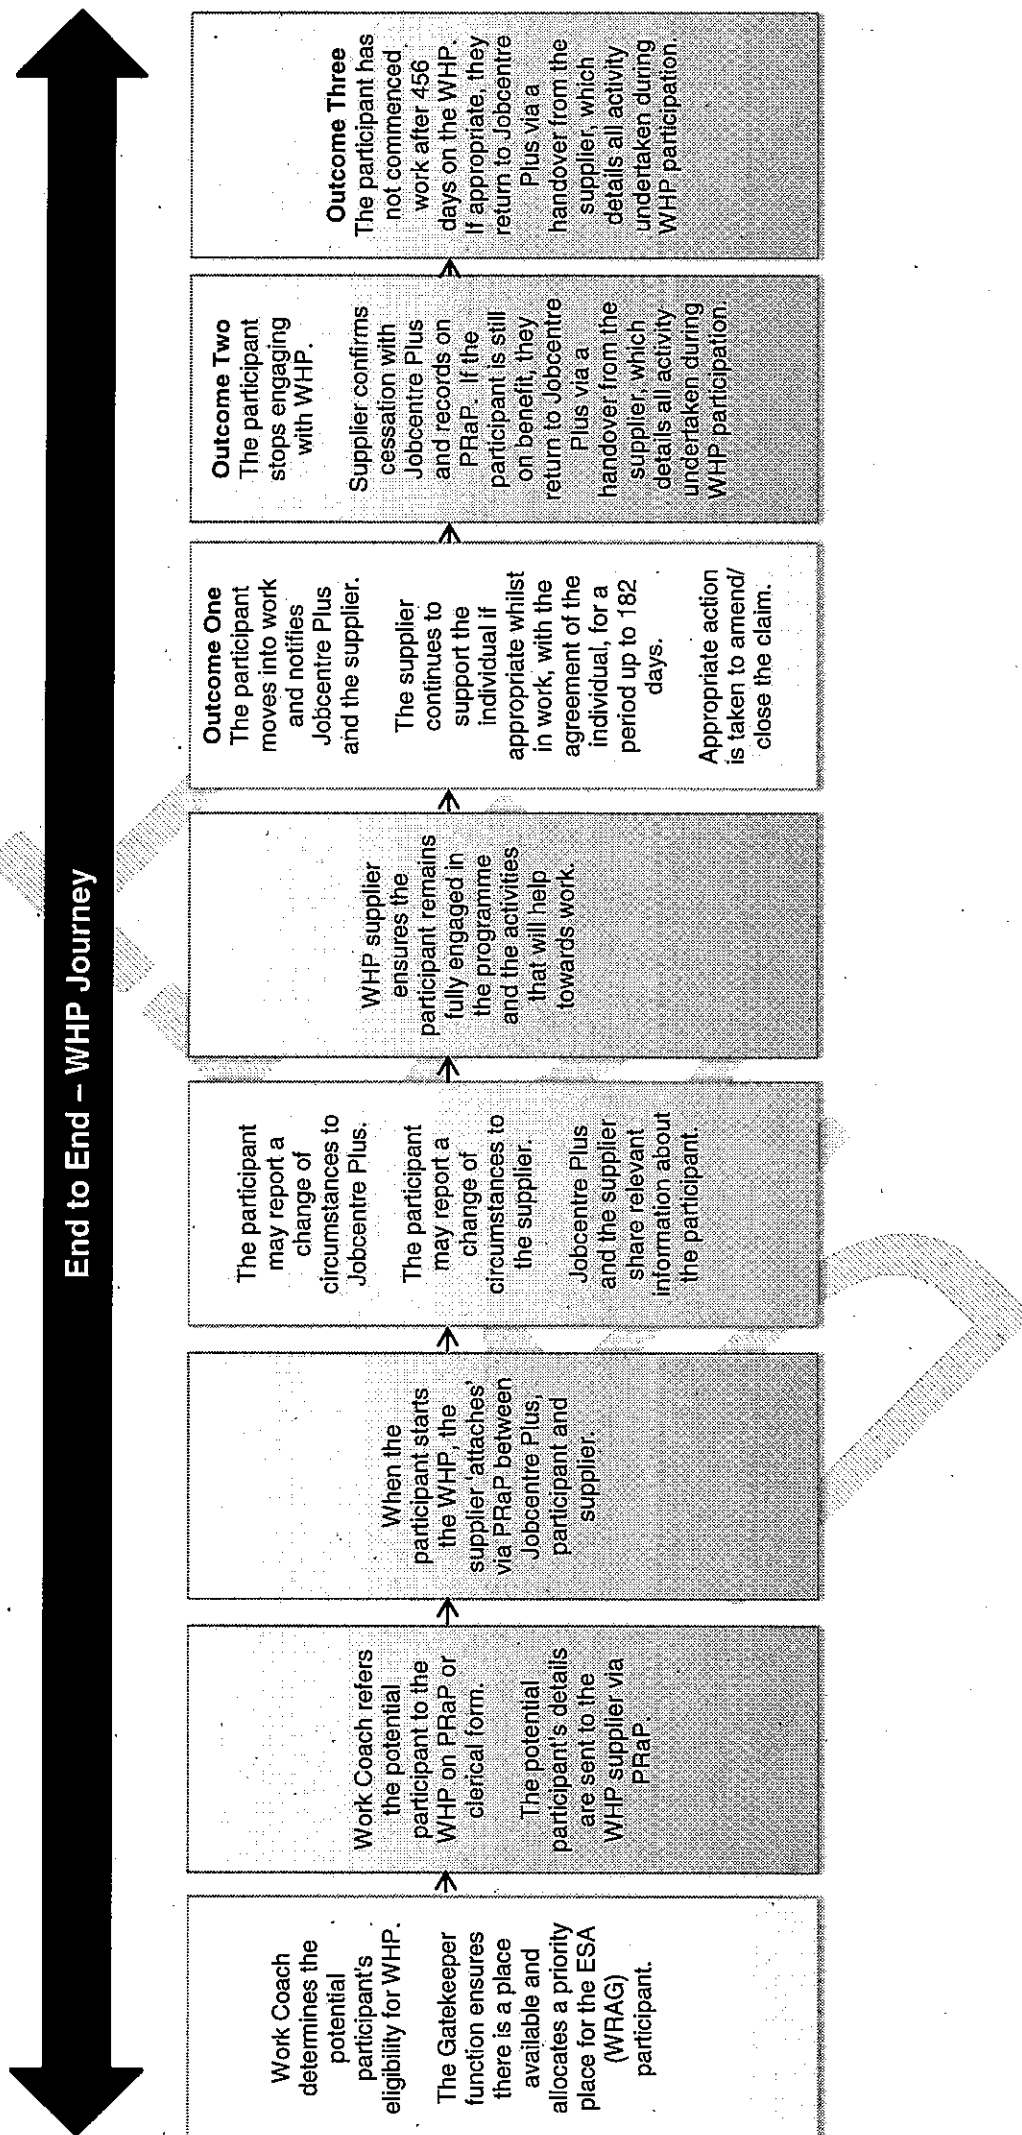 End to End – WHP Journey
Work Coach
determines the
potential
participant's
eligibility for WHP.
The Gatekeeper
function ensures
there is a place
available and
allocates a priority
place for the ESA
(WRAG)
participant.
Work Coach refers
the potential
participant to the
WHP on PRaP or
clerical form.
The potential
participant's details
are sent to the
WHP supplier via
PRaP.
When the
participant starts
the WHP, the
supplier 'attaches'
via PRaP between
Jobcentre Plus,
participant and
supplier.
The participant
may report a
change of
circumstances to
Jobcentre Plus.
The participant
may report a
change of
circumstances to
the supplier.
Jobcentre Plus
and the supplier
share relevant
information about
the participant.
WHP supplier
ensures the
participant remains
fully engaged in
the programme
and the activities
that will help
towards work.
Outcome One
The participant
moves into work
and notifies
Jobcentre Plus
and the supplier.
The supplier
continues to
support the
individual if
appropriate whilst
in work, with the
agreement of the
individual, for a
period up to 182
days.
Appropriate action
is taken to amend/
close the claim.
Outcome Two
The participant
stops engaging
with WHP.
Supplier confirms
cessation with
Jobcentre Plus
and records on
PRaP. If the
participant is still
on benefit, they
return to Jobcentre
Plus via a
handover from the
supplier, which
details all activity
undertaken during
WHP participation.
Outcome Three
The participant has
not commenced
work after 456
days on the WHP.
If appropriate, they
return to Jobcentre
Plus via a
handover from the
supplier, which
details all activity
undertaken during
WHP participation.